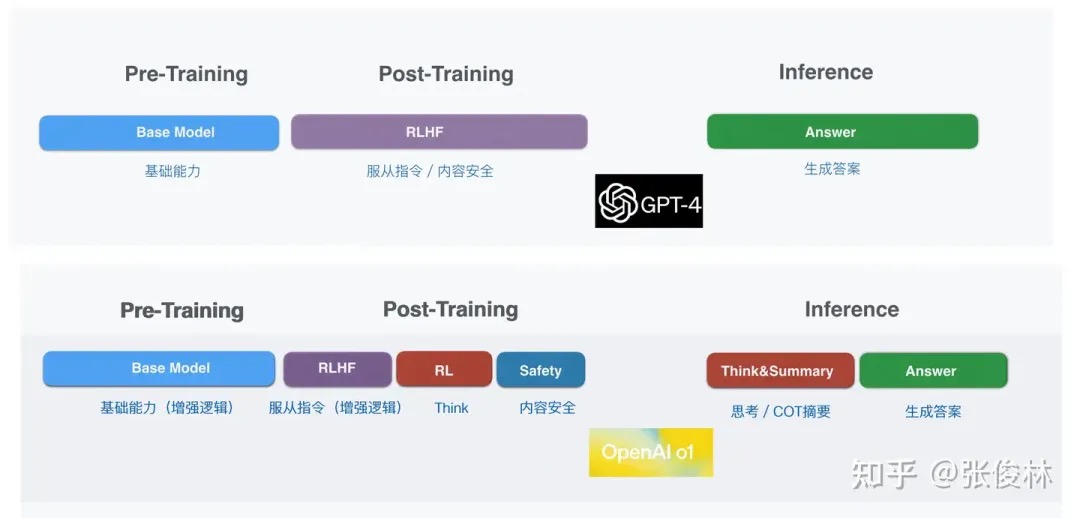 Pre-Training Post-Training Inference
Base Model RLHF Answer
基础能力 服从指令 / 内容安全 生成答案
GPT-4
Pre-Training Post-Training Inference
Base Model RLHF RL Safety Think&Summary Answer
基础能力（增强逻辑） 服从指令（增强逻辑） Think 内容安全 思考 / COT摘要 生成答案
OpenAI o1
知乎 @张俊林